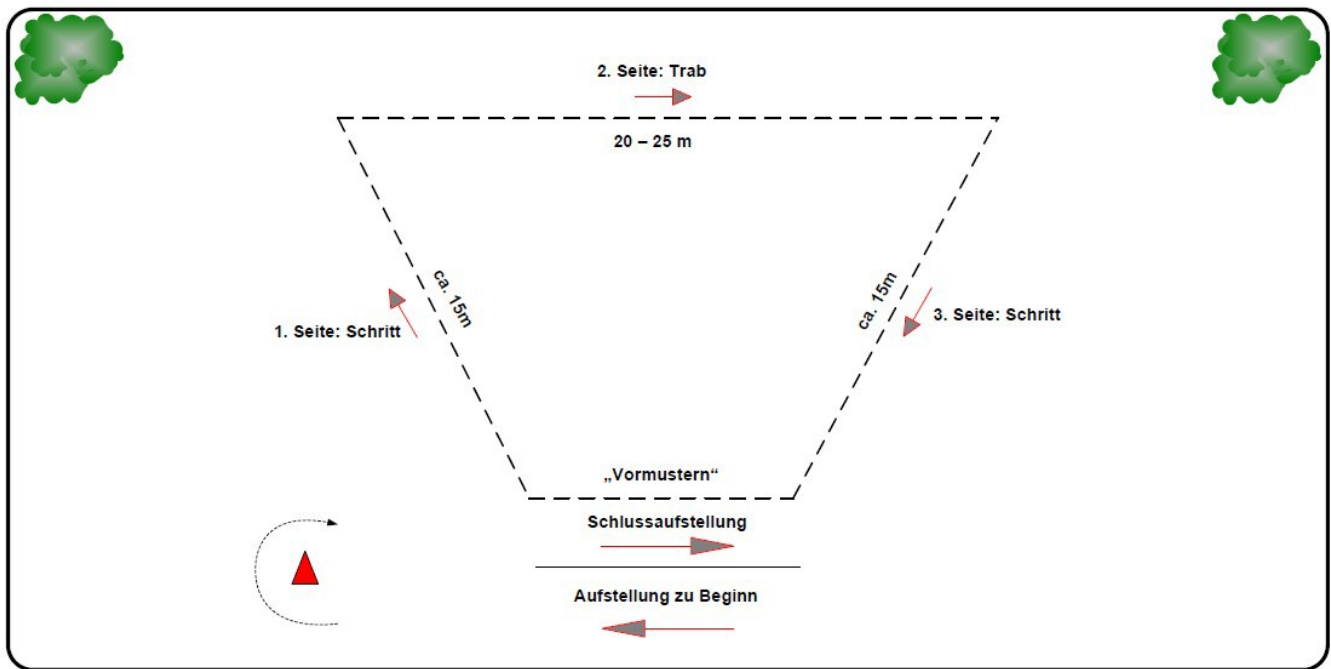 2. Seite: Trab
20 – 25 m
ca. 15m
ca. 15m
1. Seite: Schritt
3. Seite: Schritt
„Vormustern“
Schlussaufstellung
Aufstellung zu Beginn